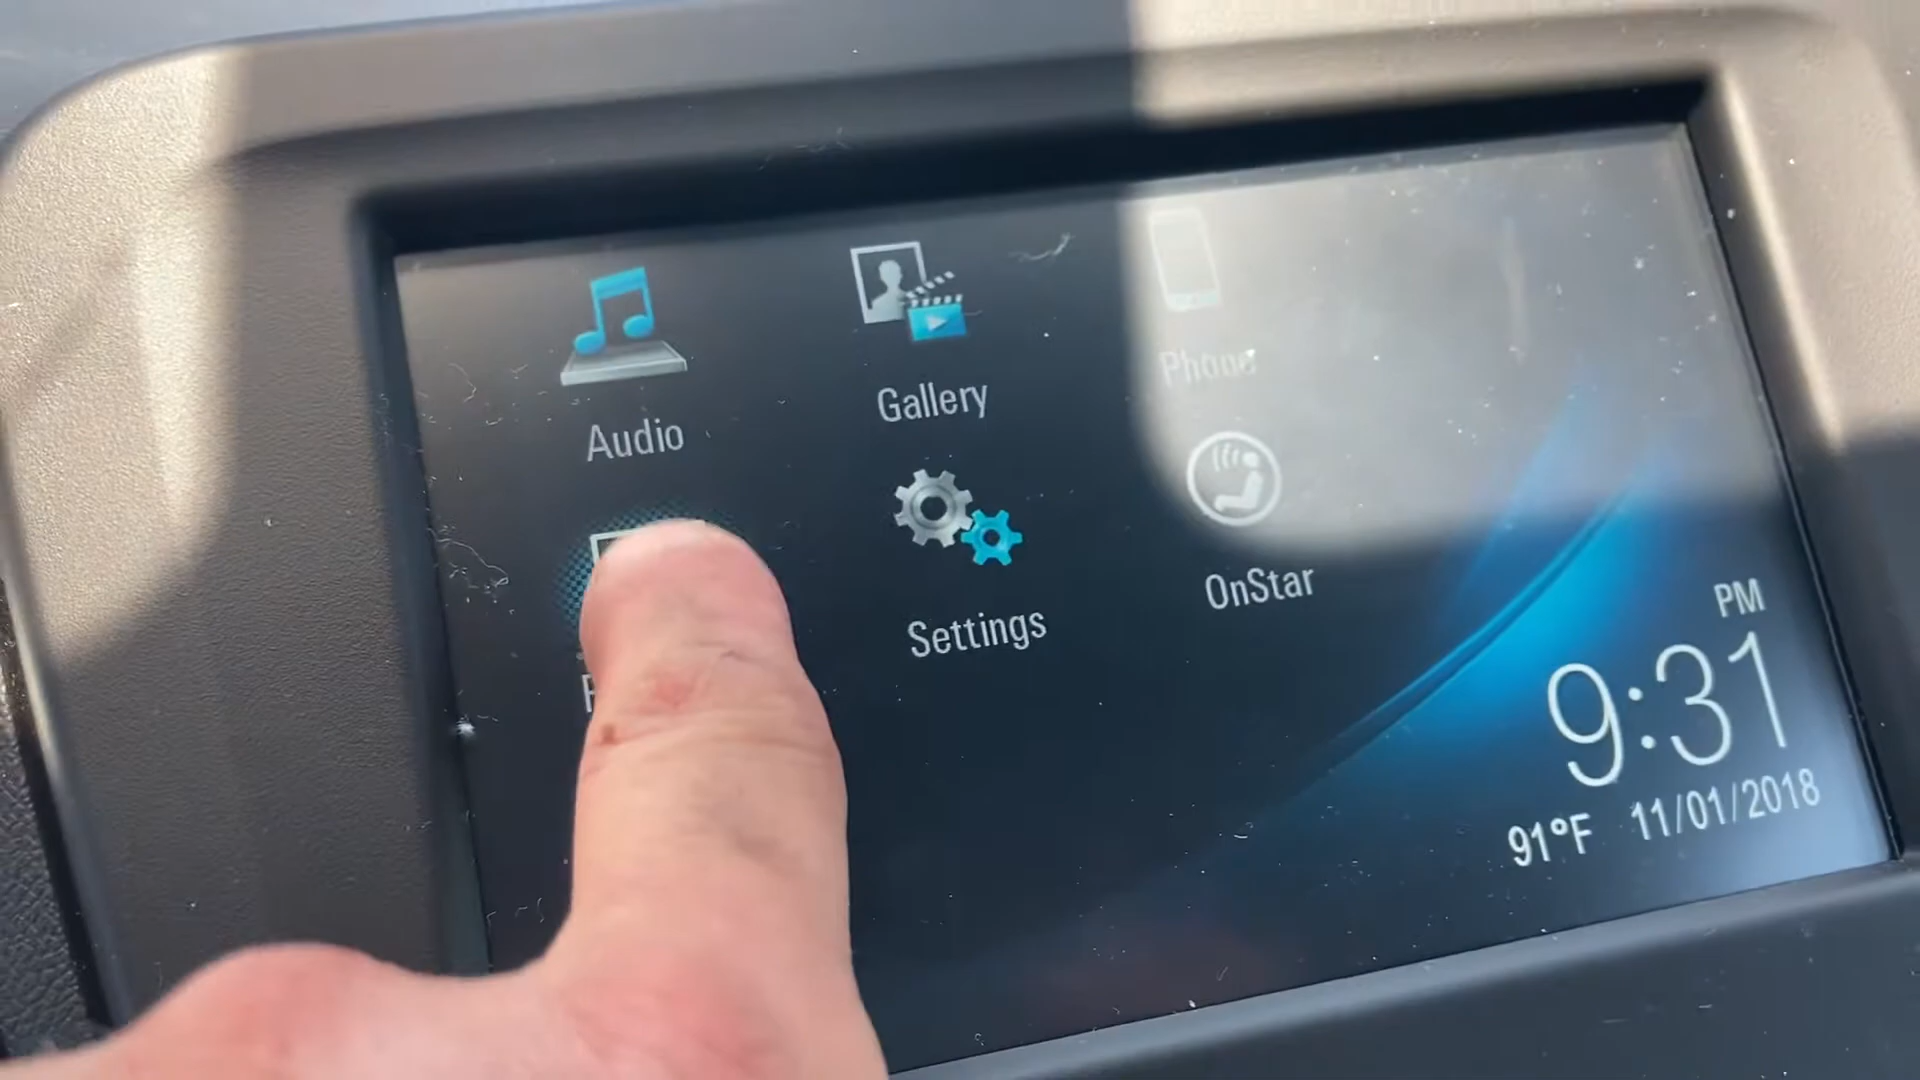 Audio
Gallery
Phone
Settings
OnStar
PM
9:31
91°F 11/01/2018